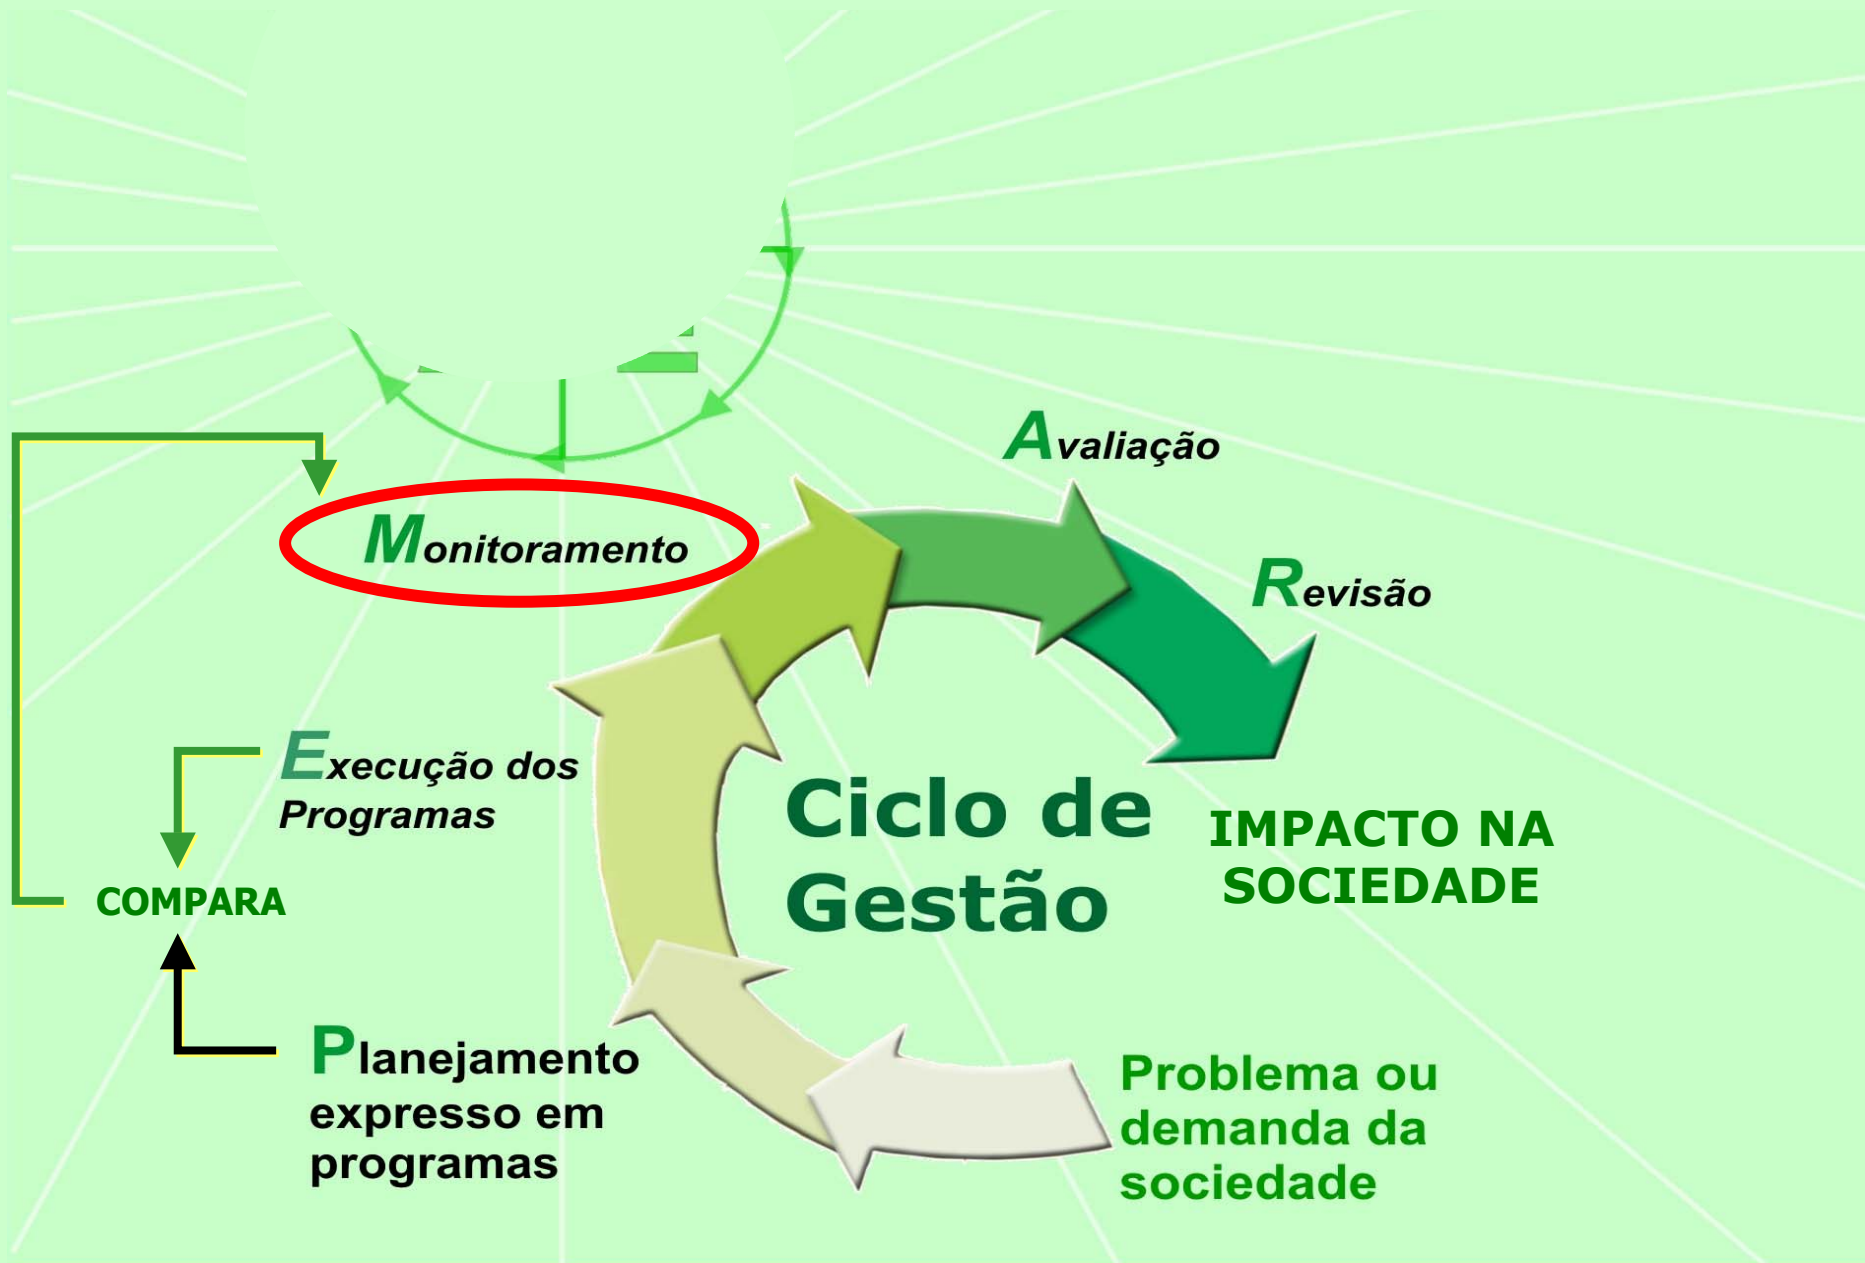 Avaliação
Monitoramento
Revisão
Execução dos
Programas
Ciclo de
Gestão
IMPACTO NA
SOCIEDADE
COMPARA
Planejamento
expresso em
programas
Problema ou
demanda da
sociedade